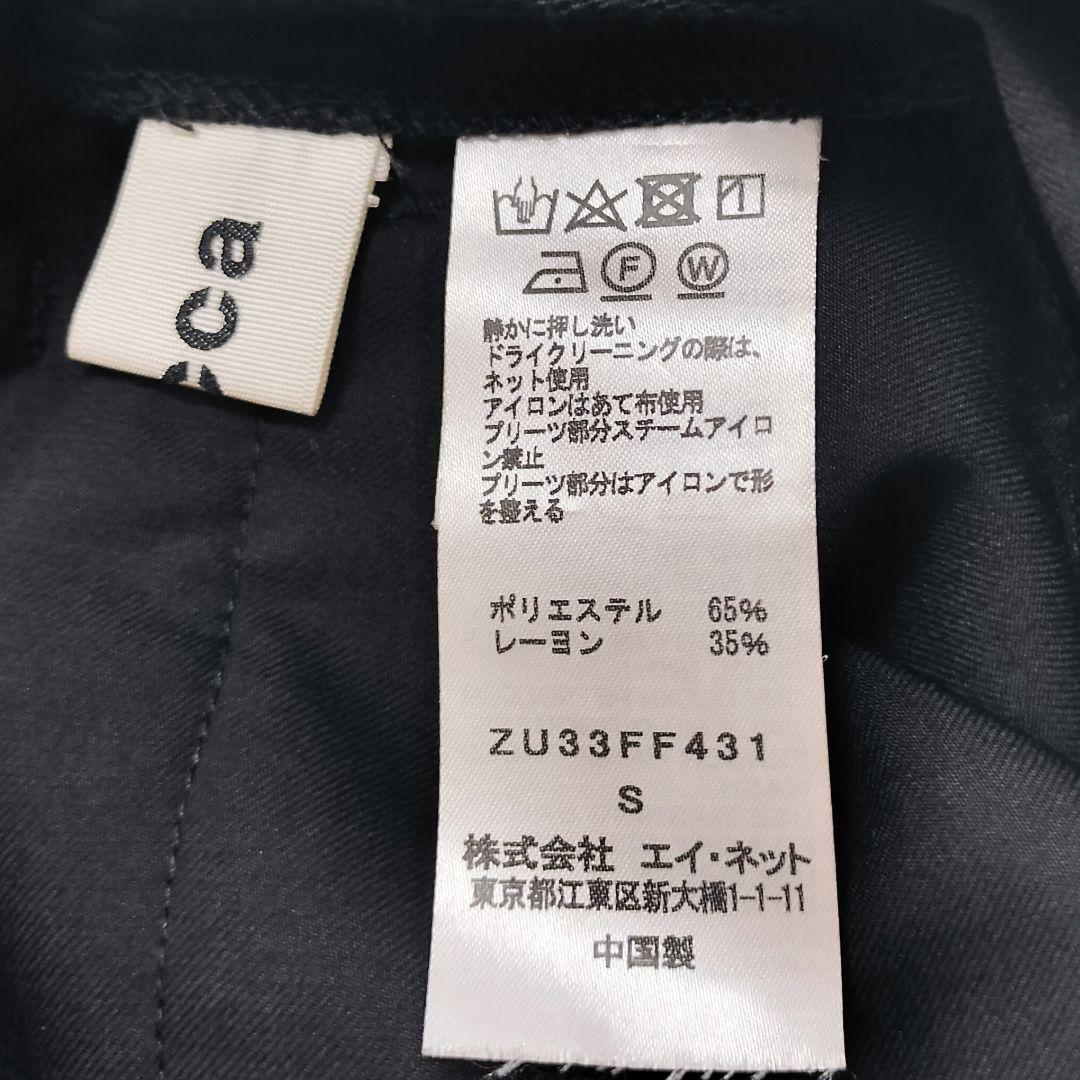 ca
F W
静かに押し洗い
ドライクリーニングの際は、
ネット使用
アイロンはあて布使用
プリーツ部分スチームアイロ
ン禁止
プリーツ部分はアイロンで形
を整える
ポリエステル 65%
レーヨン 35%
ZU33FF431
S
株式会社 エイ・ネット
東京都江東区新大橋1-1-11
中国製